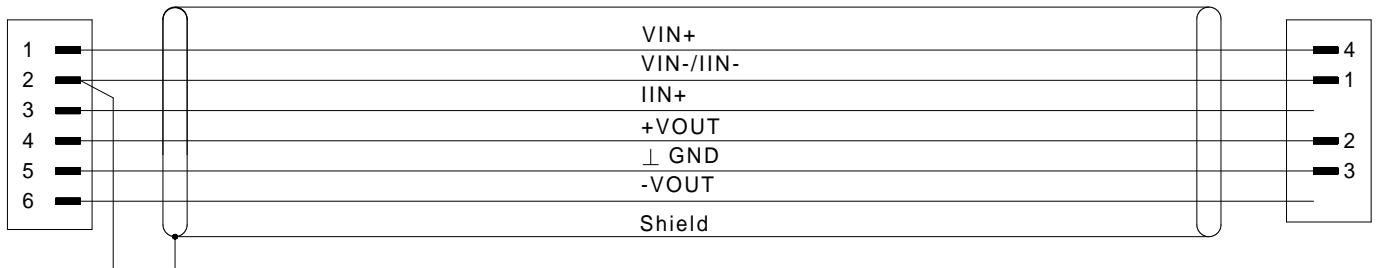 VIN+
1 4
VIN-/IIN-
2 1
IIN+
3
+VOUT
4 2
⊥ GND
5 3
-VOUT
6
Shield